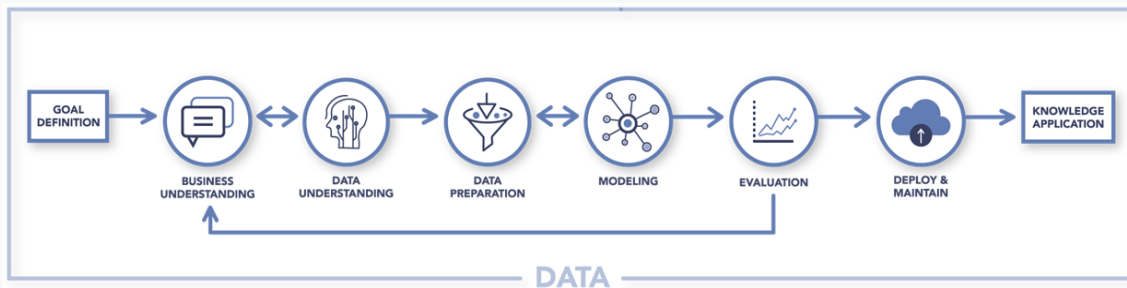 GOAL
DEFINITION
BUSINESS
UNDERSTANDING
DATA
UNDERSTANDING
DATA
PREPARATION
MODELING
EVALUATION
DEPLOY &
MAINTAIN
KNOWLEDGE
APPLICATION
DATA